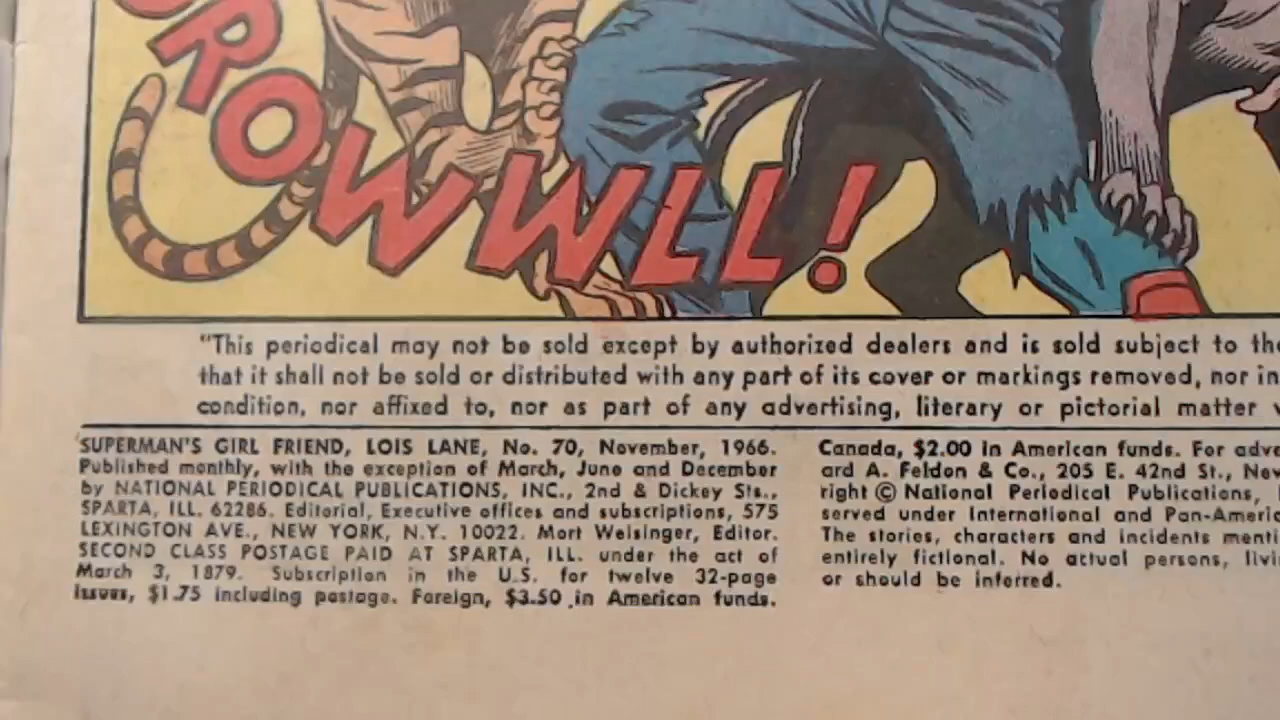 ROWWLL!
"This periodical may not be sold except by authorized dealers and is sold subject to the
that it shall not be sold or distributed with any part of its cover or markings removed, nor in
condition, nor affixed to, nor as part of any advertising, literary or pictorial matter
SUPERMAN'S GIRL FRIEND, LOIS LANE, No. 70, November, 1966.
Published monthly, with the exception of March, June and December
by NATIONAL PERIODICAL PUBLICATIONS, INC., 2nd & Dickey Sts.,
SPARTA, ILL. 62286. Editorial, Executive offices and subscriptions, 575
LEXINGTON AVE., NEW YORK, N.Y. 10022. Mort Weisinger, Editor.
SECOND CLASS POSTAGE PAID AT SPARTA, ILL. under the act of
March 3, 1879. Subscription in the U.S. for twelve 32-page
issues, $1.75 including postage. Foreign, $3.50 in American funds.
Canada, $2.00 in American funds. For adve
ard A. Feldon & Co., 205 E. 42nd St., New
right © National Periodical Publications,
served under International and Pan-Americ
The stories, characters and incidents menti
entirely fictional. No actual persons, livi
or should be inferred.